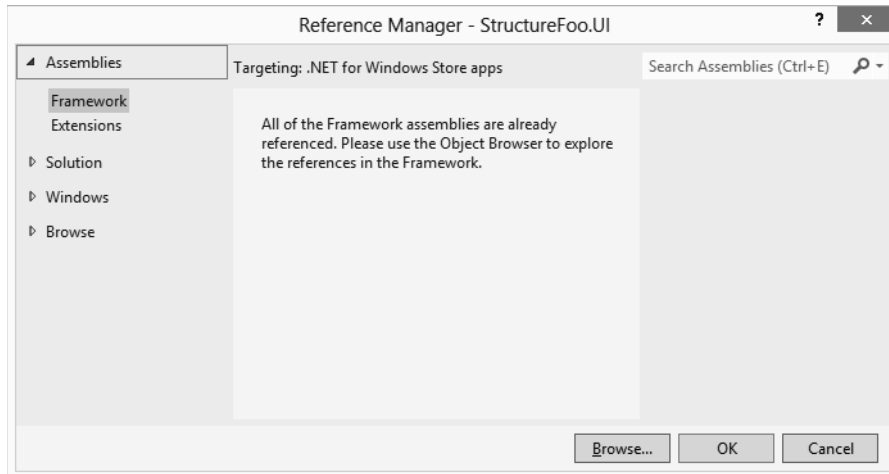 Reference Manager - StructureFoo.UI
?
Assemblies
Targeting: .NET for Windows Store apps
Search Assemblies (Ctrl+E)
Framework
Extensions
Solution
Windows
Browse
All of the Framework assemblies are already
referenced. Please use the Object Browser to explore
the references in the Framework.
Browse...
OK
Cancel